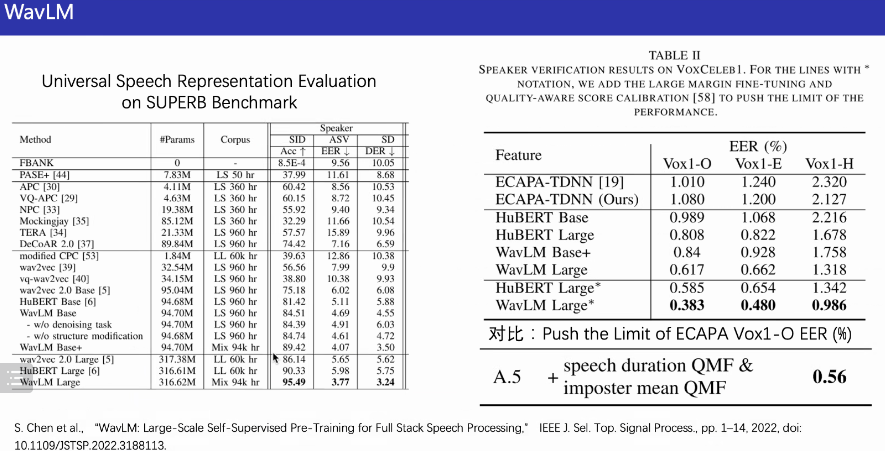 WavLM
Universal Speech Representation Evaluation
on SUPERB Benchmark
Speaker
Method #Params Corpus SID ASV SD
Acc ↑ EER ↓ DER ↓
FBANK 0 - 8.5E-4 9.56 10.05
PASE+ [44] 7.83M LS 50 hr 37.99 11.61 8.68
APC [30] 4.11M LS 360 hr 60.42 8.56 10.53
VQ-APC [29] 4.63M LS 360 hr 60.15 8.72 10.45
NPC [33] 19.38M LS 360 hr 55.92 9.40 9.34
Mockingjay [35] 85.12M LS 360 hr 32.29 11.66 10.54
TERA [34] 21.33M LS 960 hr 57.57 15.89 9.96
DeCoAR 2.0 [37] 89.84M LS 960 hr 74.42 7.16 6.59
modified CPC [53] 1.84M LL 60k hr 39.63 12.86 10.38
wav2vec [39] 32.54M LS 960 hr 56.56 7.99 9.9
vq-wav2vec [40] 34.15M LS 960 hr 38.80 10.38 9.93
wav2vec 2.0 Base [5] 95.04M LS 960 hr 75.18 6.02 6.08
HuBERT Base [6] 94.68M LS 960 hr 81.42 5.11 5.88
WavLM Base 94.70M LS 960 hr 84.51 4.69 4.55
- w/o denoising task 94.70M LS 960 hr 84.39 4.91 6.03
- w/o structure modification 94.68M LS 960 hr 84.74 4.61 4.72
WavLM Base+ 94.70M Mix 94k hr 89.42 4.07 3.50
wav2vec 2.0 Large [5] 317.38M LL 60k hr 86.14 5.65 5.62
HuBERT Large [6] 316.61M LL 60k hr 90.33 5.98 5.75
WavLM Large 316.62M Mix 94k hr 95.49 3.77 3.24
TABLE II
SPEAKER VERIFICATION RESULTS ON VOXCELEB1. FOR THE LINES WITH *
NOTATION, WE ADD THE LARGE MARGIN FINE-TUNING AND
QUALITY-AWARE SCORE CALIBRATION [58] TO PUSH THE LIMIT OF THE
PERFORMANCE.
Feature EER (%)
Vox1-O Vox1-E Vox1-H
ECAPA-TDNN [19] 1.010 1.240 2.320
ECAPA-TDNN (Ours) 1.080 1.200 2.127
HuBERT Base 0.989 1.068 2.216
HuBERT Large 0.808 0.822 1.678
WavLM Base+ 0.84 0.928 1.758
WavLM Large 0.617 0.662 1.318
HuBERT Large* 0.585 0.654 1.342
WavLM Large* 0.383 0.480 0.986
对比：Push the Limit of ECAPA Vox1-O EER (%)
A.5 + speech duration QMF &
imposter mean QMF 0.56
S. Chen et al., “WavLM: Large-Scale Self-Supervised Pre-Training for Full Stack Speech Processing,” IEEE J. Sel. Top. Signal Process., pp. 1–14, 2022, doi:
10.1109/JSTSP.2022.3188113.